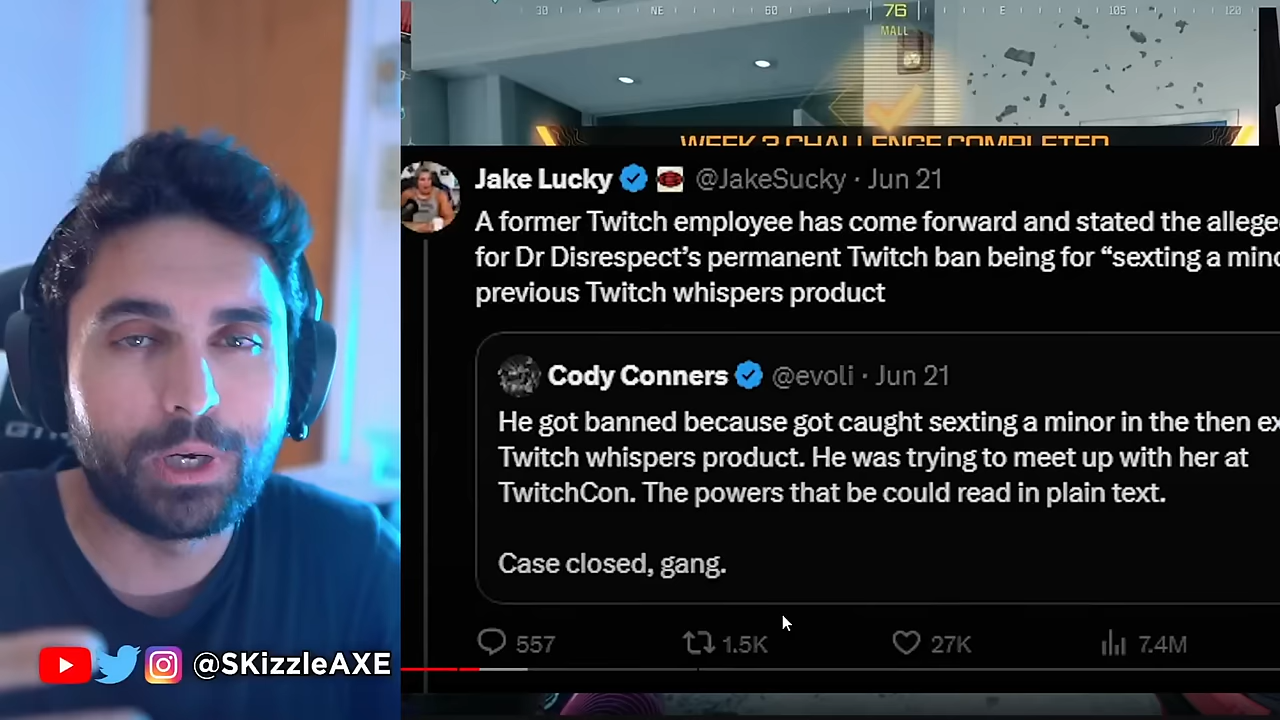 30 NE 60 76 E 105 120
MALL
WEEK 3 CHALLENGE COMPLETED
Jake Lucky @JakeSucky · Jun 21
A former Twitch employee has come forward and stated the allege
for Dr Disrespect's permanent Twitch ban being for “sexting a mino
previous Twitch whispers product
Cody Conners @evoli · Jun 21
He got banned because got caught sexting a minor in the then ex
Twitch whispers product. He was trying to meet up with her at
TwitchCon. The powers that be could read in plain text.
Case closed, gang.
557 1.5K 27K 7.4M
@SKizzleAXE